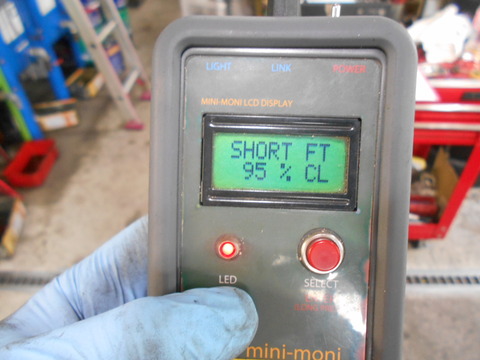 LIGHT LINK POWER
MINI-MONI LCD DISPLAY
SHORT FT
95 % CL
LED SELECT
mini-moni